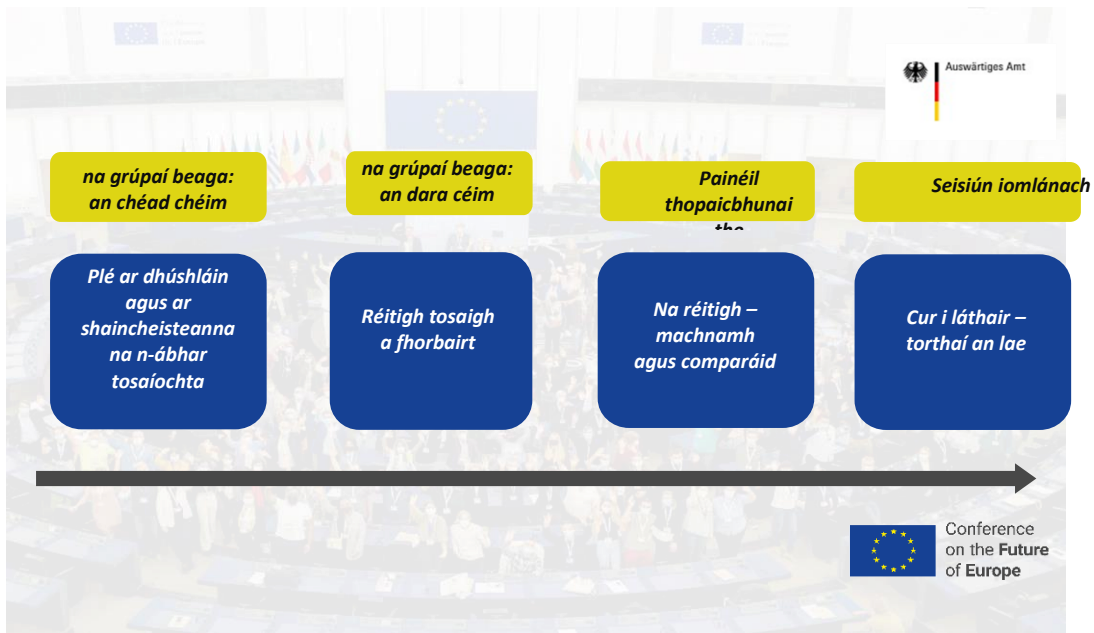 Auswärtiges Amt
na grúpaí beaga:
an chéad chéim
na grúpaí beaga:
an dara céim
Painéil
thopaicbhunai
the
Seisiún iomlánach
Plé ar dhúshláin
agus ar
shaincheisteanna
na n-ábhar
tosaíochta
Réitigh tosaigh
a fhorbairt
Na réitigh –
machnamh
agus comparáid
Cur i láthair –
torthaí an lae
Conference
on the Future
of Europe